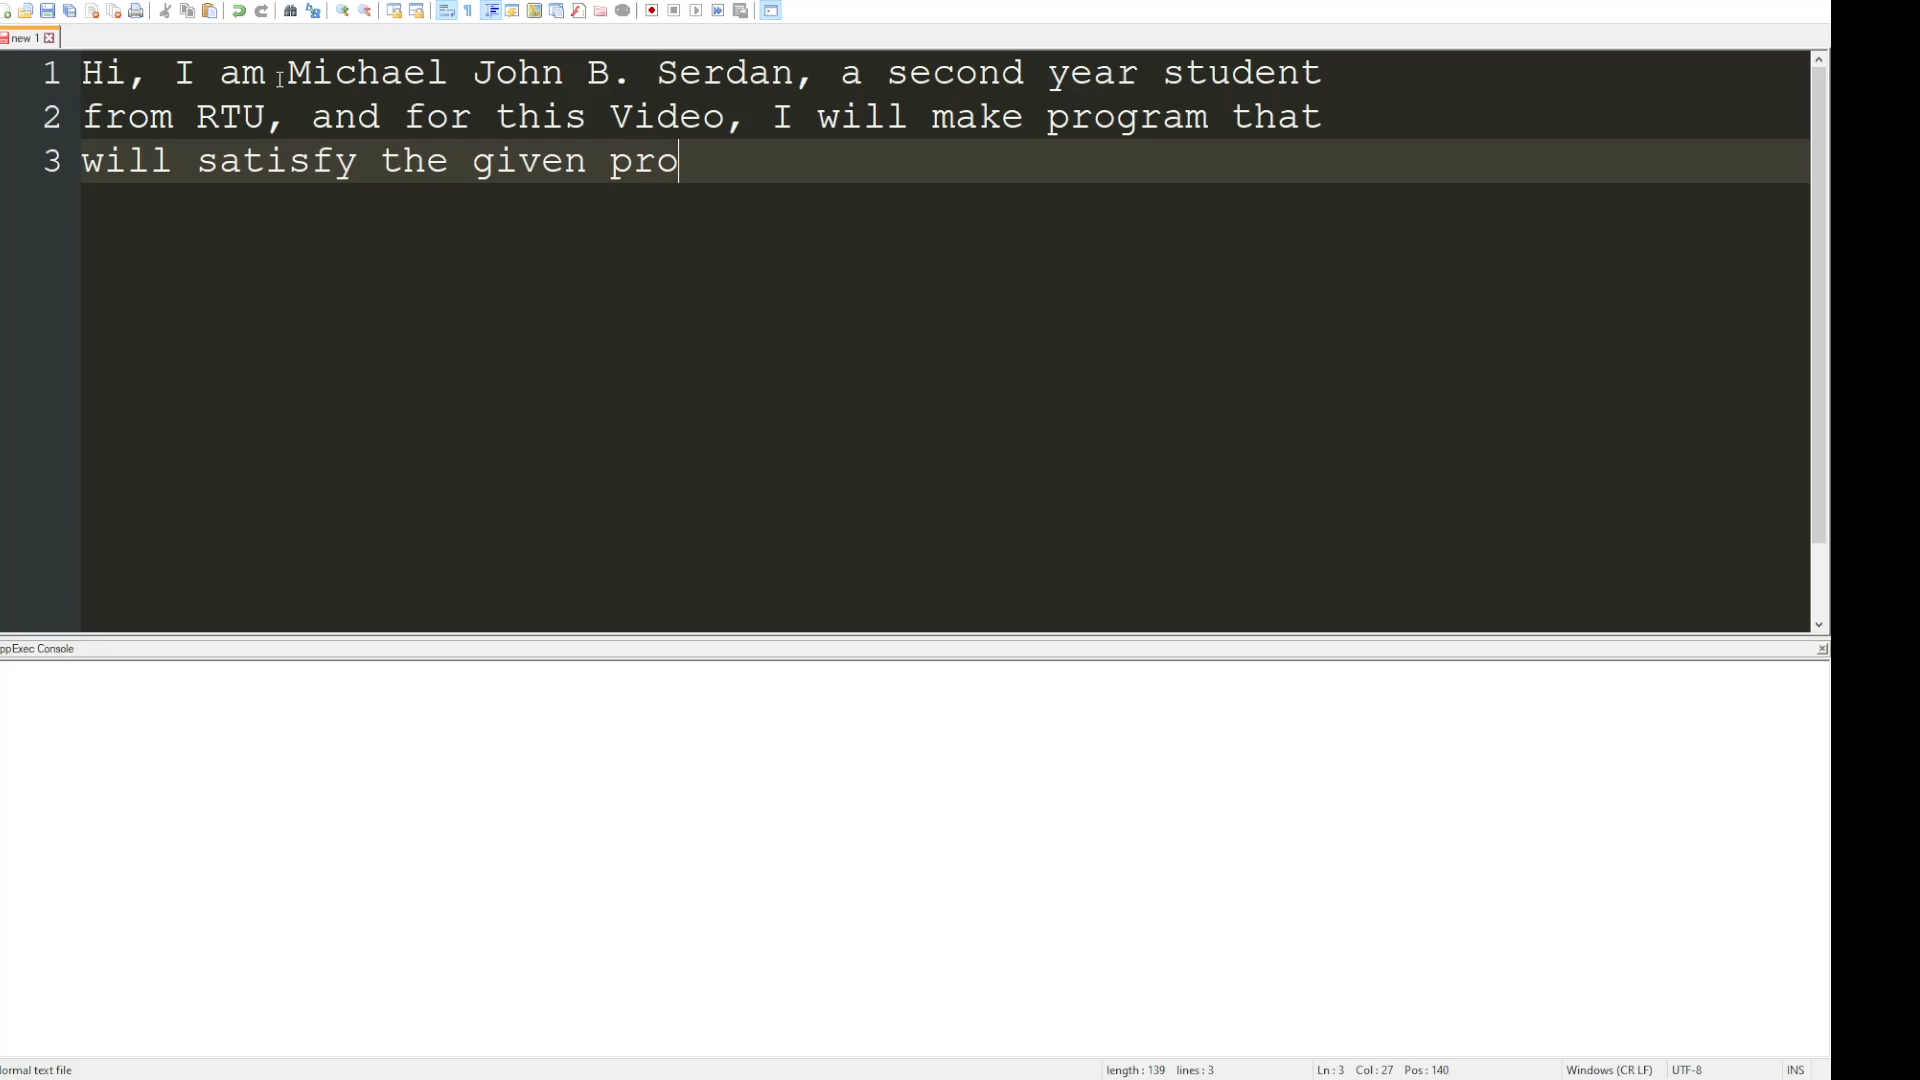 new 1
1 Hi, I am Michael John B. Serdan, a second year student
2 from RTU, and for this Video, I will make program that
3 will satisfy the given pro
ppExec Console
ormal text file length : 139 lines : 3 Ln : 3 Col : 27 Pos : 140 Windows (CR LF) UTF-8 INS